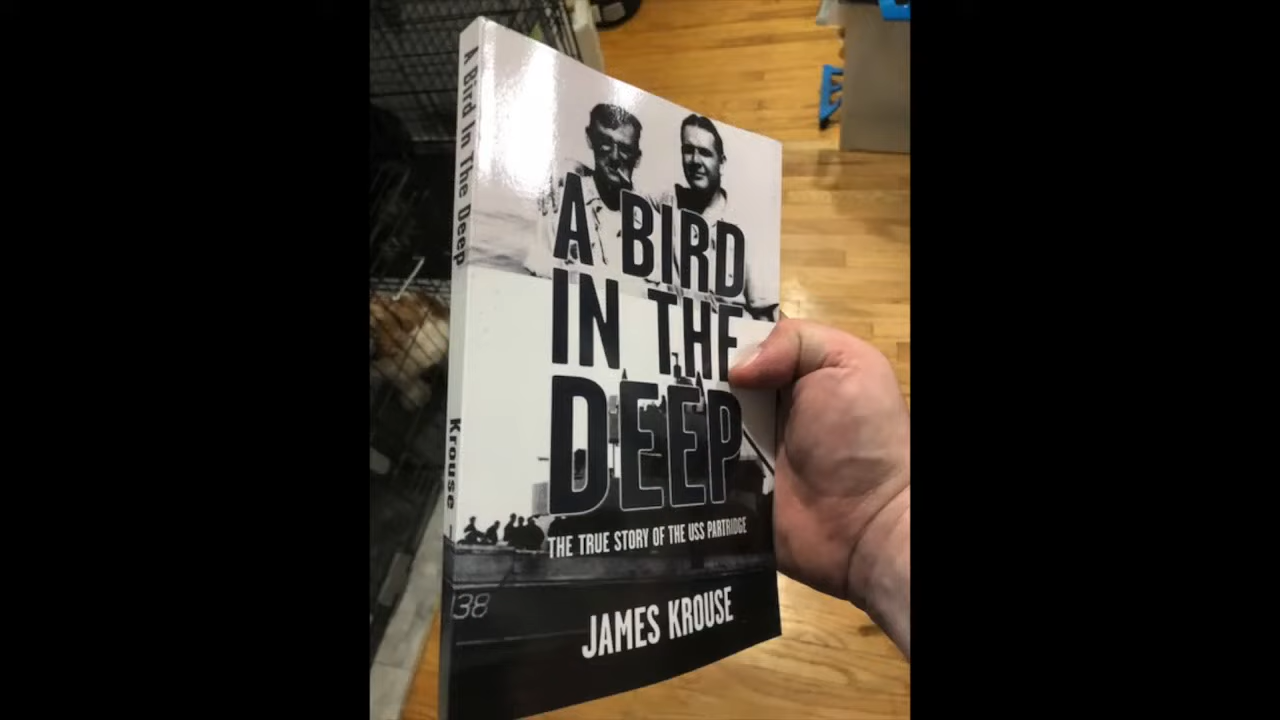 A Bird In The Deep
Krouse
A BIRD
IN THE
DEEP
THE TRUE STORY OF THE USS PARTRIDGE
138
JAMES KROUSE